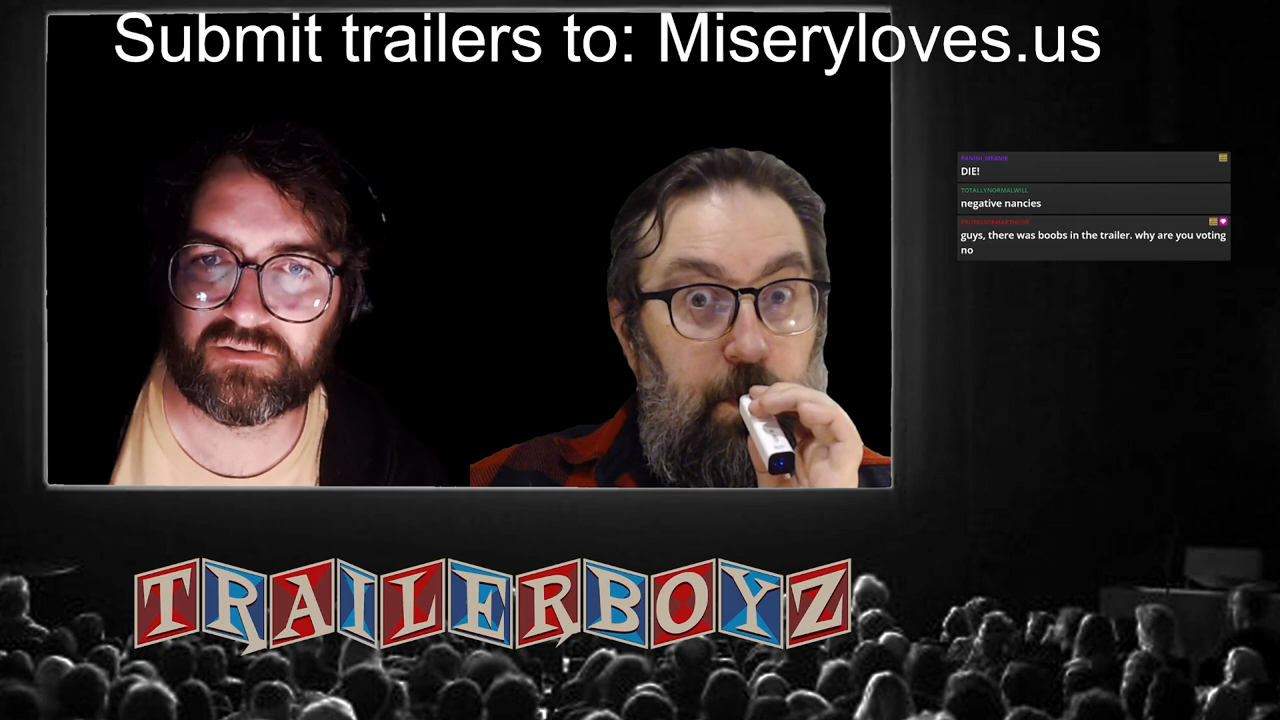 Submit trailers to: Miseryloves.us
DIE!
TOTALLYNORMALWILL
negative nancies
guys, there was boobs in the trailer. why are you voting
no
TRAILERBOYZ